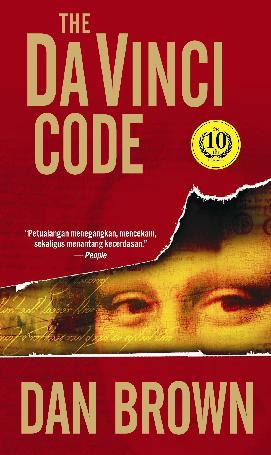 THE
DA VINCI
CODE
10
"Petualangan menegangkan, mencekam,
sekaligus menantang kecerdasan."
— People
DAN BROWN